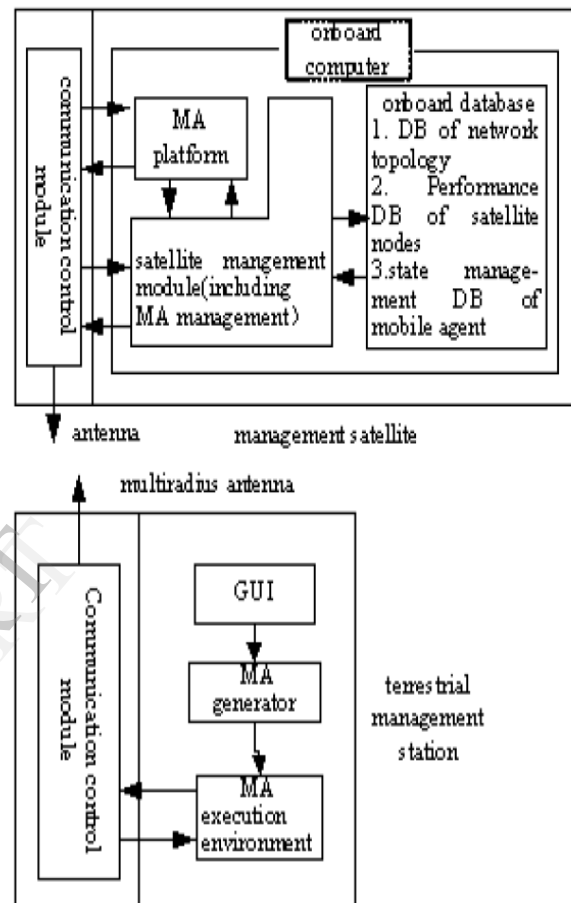 onboard
computer
communication control
module
MA
platform
satellite mangement
module(including
MA management)
onboard database
1. DB of network
topology
2. Performance
DB of satellite
nodes
3.state manage-
ment DB of
mobile agent
antenna
management satellite
multiradius antenna
Communication control
module
GUI
MA
generator
MA
execution
environment
terrestrial
management
station